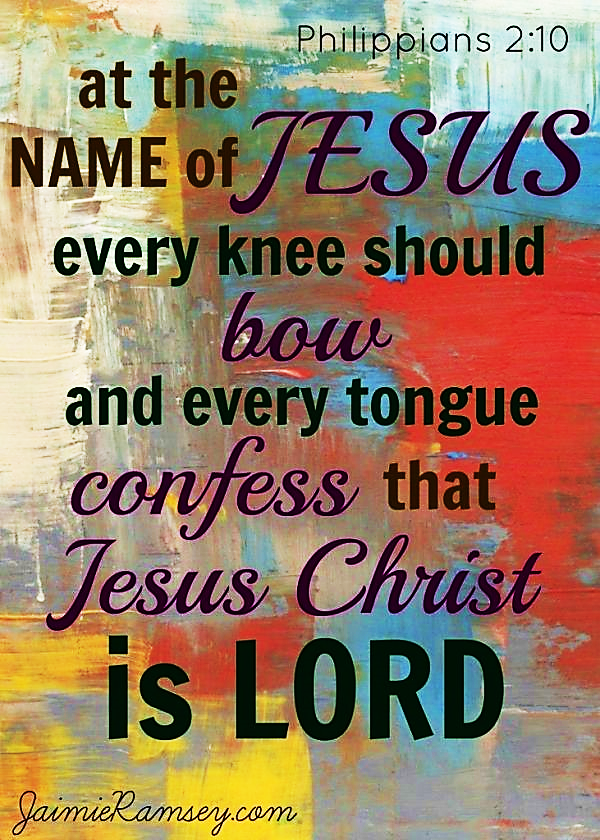 Philippians 2:10
at the
NAME of JESUS
every knee should
bow
and every tongue
confess that
Jesus Christ
is LORD
JaimieRamsey.com